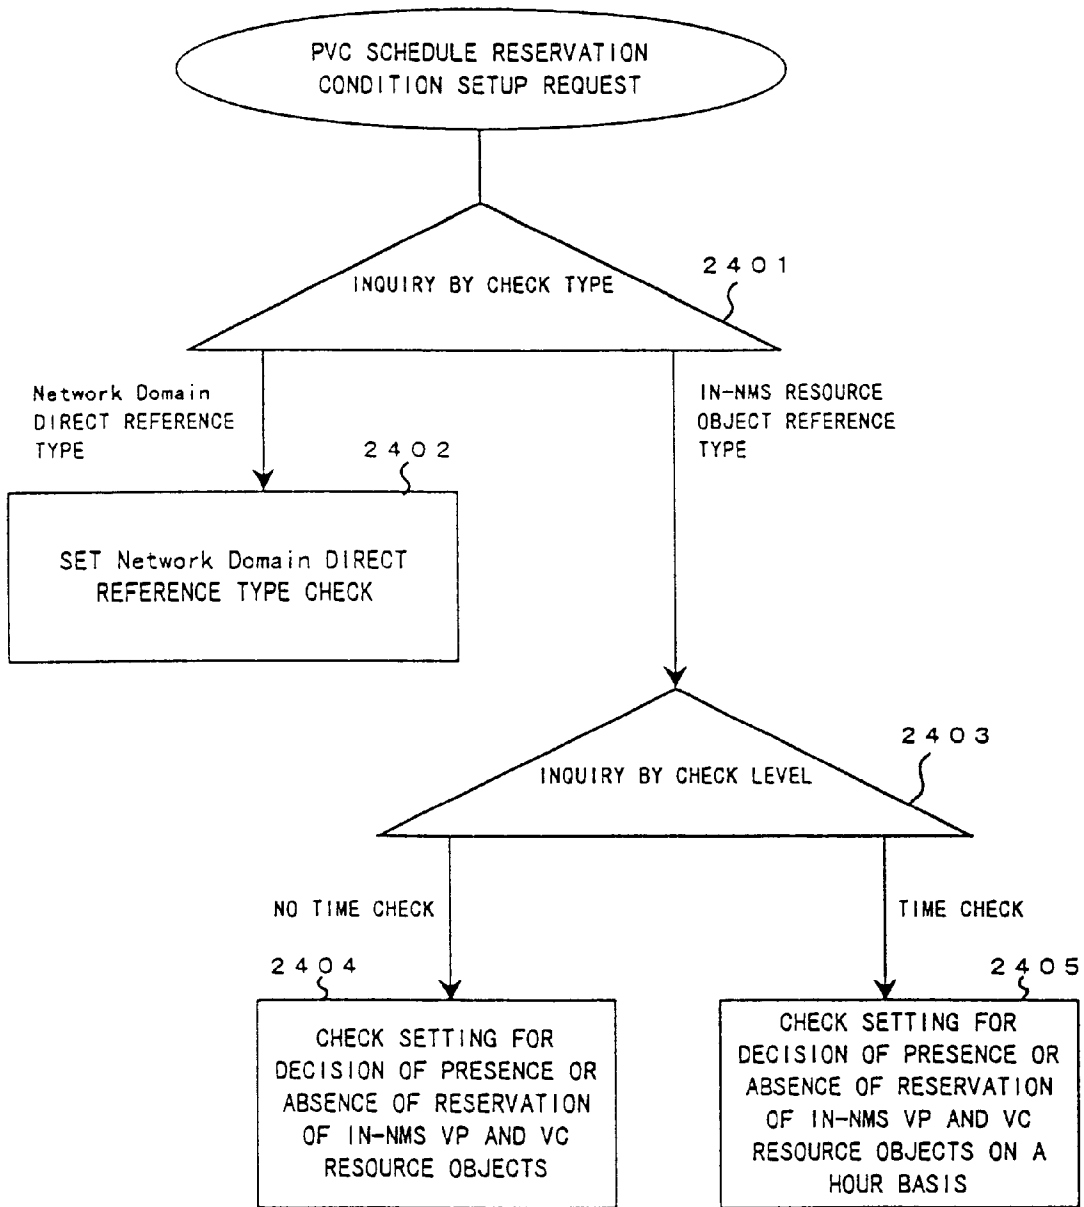 PVC SCHEDULE RESERVATION
CONDITION SETUP REQUEST
INQUIRY BY CHECK TYPE
2401
Network Domain
DIRECT REFERENCE
TYPE
IN-NMS RESOURCE
OBJECT REFERENCE
TYPE
2402
SET Network Domain DIRECT
REFERENCE TYPE CHECK
2403
INQUIRY BY CHECK LEVEL
NO TIME CHECK
TIME CHECK
2404
CHECK SETTING FOR
DECISION OF PRESENCE OR
ABSENCE OF RESERVATION
OF IN-NMS VP AND VC
RESOURCE OBJECTS
2405
CHECK SETTING FOR
DECISION OF PRESENCE OR
ABSENCE OF RESERVATION
OF IN-NMS VP AND VC
RESOURCE OBJECTS ON A
HOUR BASIS